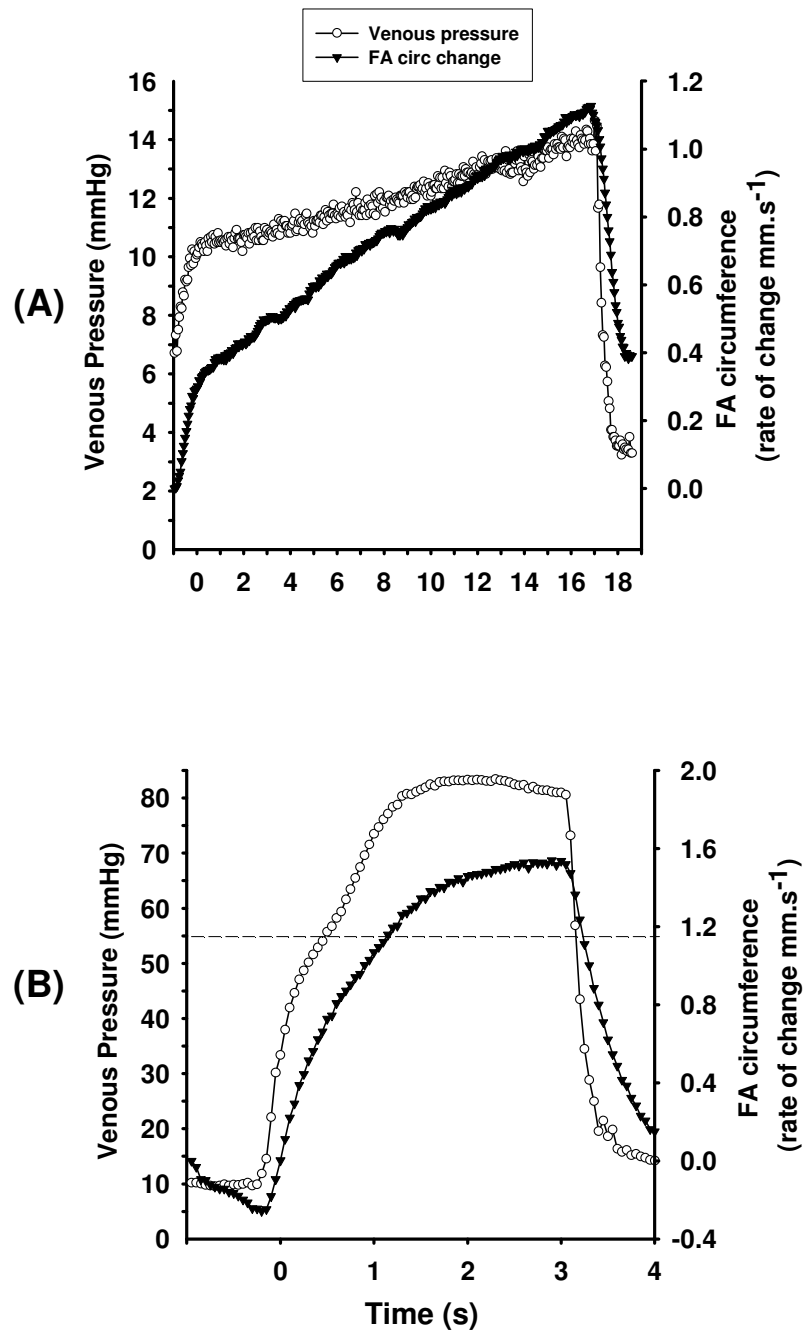 Venous pressure
FA circ change
(A)
Venous Pressure (mmHg)
16
14
12
10
8
6
4
2
0
1.2
1.0
0.8
0.6
0.4
0.2
0.0
FA circumference
(rate of change mm.s-1)
0 2 4 6 8 10 12 14 16 18
(B)
Venous Pressure (mmHg)
80
70
60
50
40
30
20
10
0
2.0
1.6
1.2
0.8
0.4
0.0
-0.4
FA circumference
(rate of change mm.s-1)
0 1 2 3 4
Time (s)